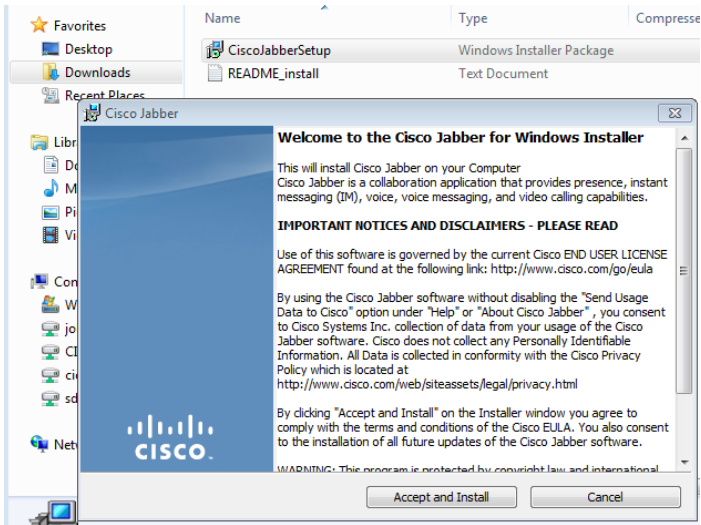 Favorites
Desktop
Downloads
Recent Places
Name Type Compresse
CiscoJabberSetup Windows Installer Package
README_install Text Document
Libr
Do
M
Pi
Vi
Con
W
jo
CI
cie
sd
Net
Cisco Jabber
Welcome to the Cisco Jabber for Windows Installer
This will install Cisco Jabber on your Computer
Cisco Jabber is a collaboration application that provides presence, instant
messaging (IM), voice, voice messaging, and video calling capabilities.
IMPORTANT NOTICES AND DISCLAIMERS - PLEASE READ
Use of this software is governed by the current Cisco END USER LICENSE
AGREEMENT found at the following link: http://www.cisco.com/go/eula
By using the Cisco Jabber software without disabling the "Send Usage
Data to Cisco" option under "Help" or "About Cisco Jabber" , you consent
to Cisco Systems Inc. collection of data from your usage of the Cisco
Jabber software. Cisco does not collect any Personally Identifiable
Information. All Data is collected in conformity with the Cisco Privacy
Policy which is located at
http://www.cisco.com/web/siteassets/legal/privacy.html
By clicking "Accept and Install" on the Installer window you agree to
comply with the terms and conditions of the Cisco EULA. You also consent
to the installation of all future updates of the Cisco Jabber software.
WARNING: This program is protected by copyright law and international
CISCO
Accept and Install Cancel